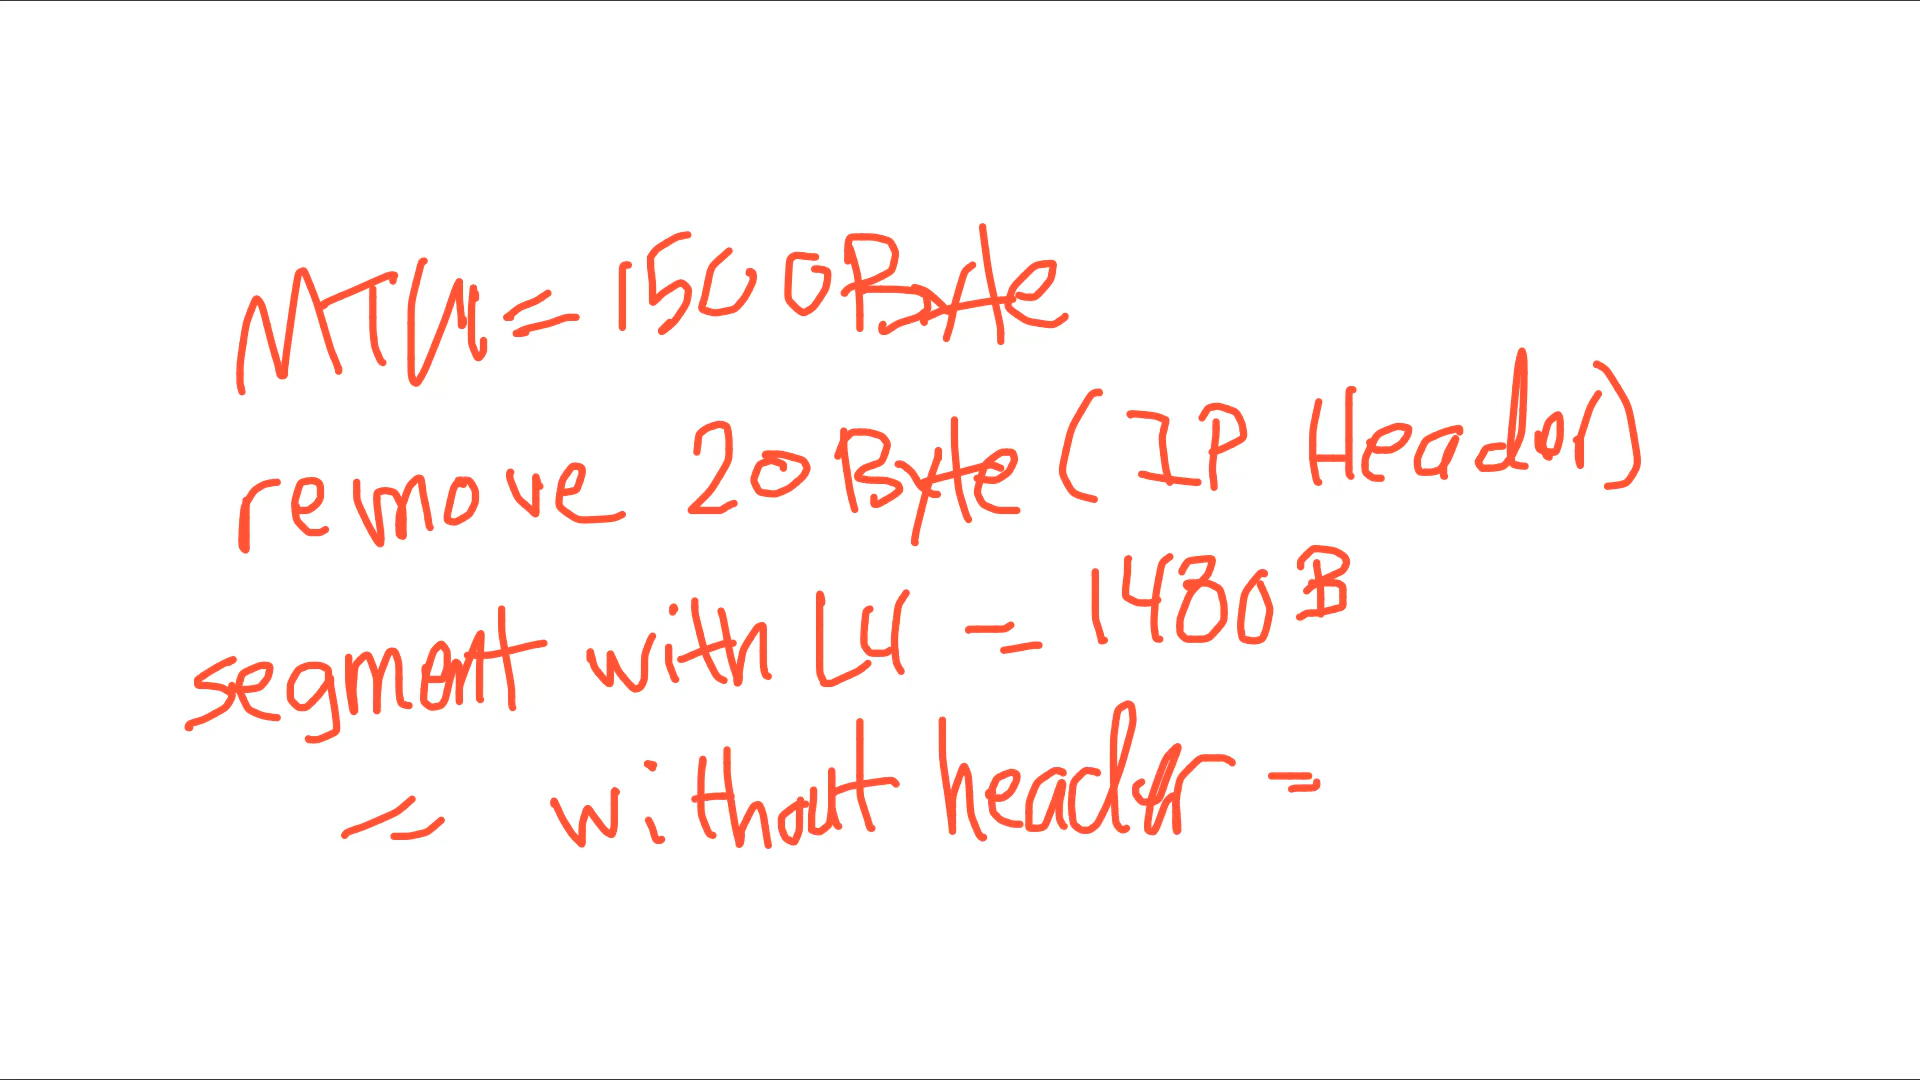 MTU = 1500 Byte
remove 20 Byte (IP Header)
segment with L4 = 1480 B
= without header =